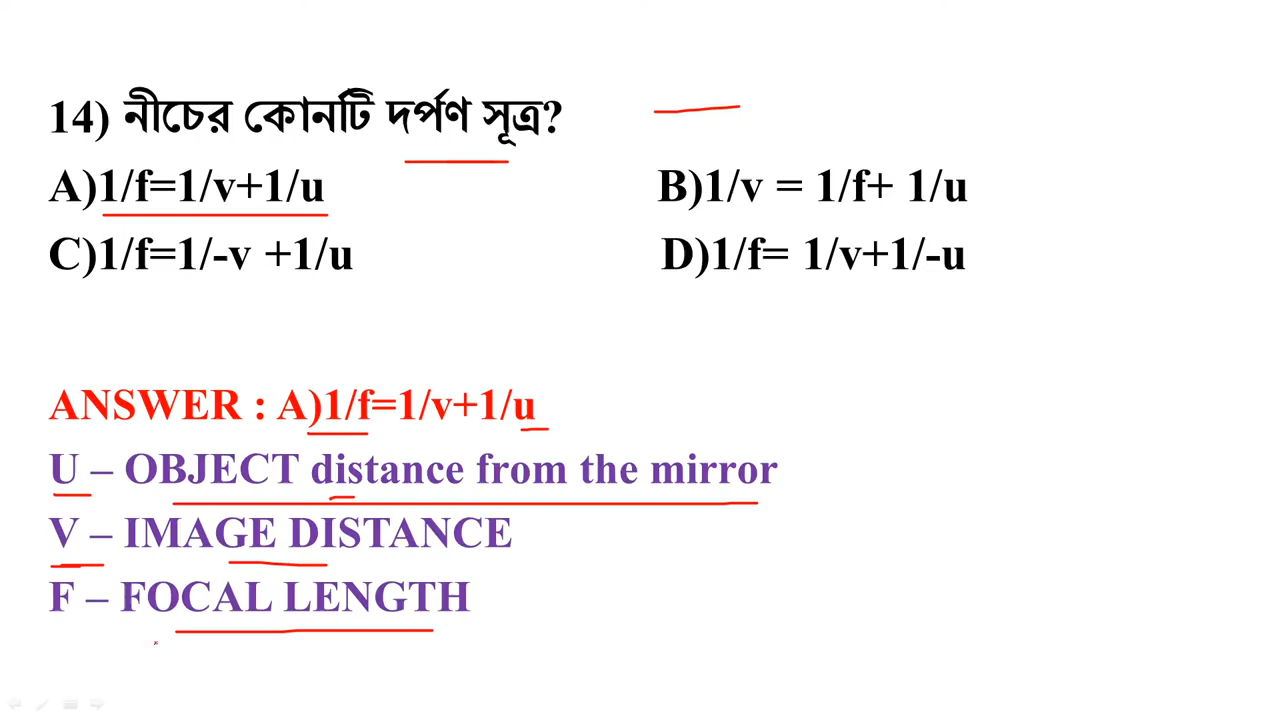 14) নীচের কোনটি দর্পণ সূত্র?
A)1/f=1/v+1/u B)1/v = 1/f+ 1/u
C)1/f=1/-v +1/u D)1/f= 1/v+1/-u
ANSWER : A)1/f=1/v+1/u
U – OBJECT distance from the mirror
V – IMAGE DISTANCE
F – FOCAL LENGTH